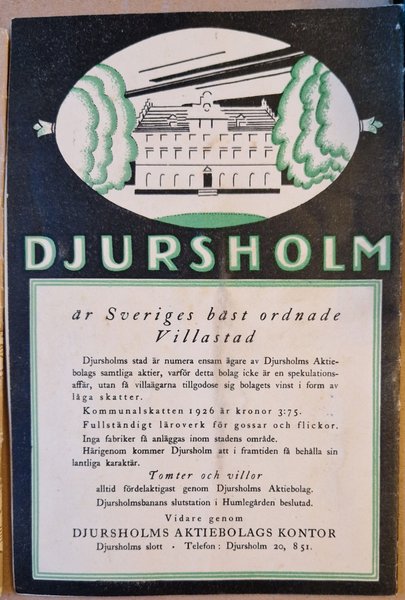 DJURSHOLM
är Sveriges bäst ordnade
Villastad
Djursholms stad är numera ensam ägare av Djursholms Aktie-
bolags samtliga aktier, varför detta bolag icke är en spekulations-
affär, utan få villaägarna tillgodose sig bolagets vinst i form av
låga skatter.
Kommunalskatten 1926 är kronor 3:75.
Fullständigt läroverk för gossar och flickor.
Inga fabriker få anläggas inom stadens område.
Härigenom kommer Djursholm att i framtiden få behålla sin
lantliga karaktär.
Tomter och villor
alltid fördelaktigast genom Djursholms Aktiebolag.
Djursholmsbanans slutstation i Humlegården beslutad.
Vidare genom
DJURSHOLMS AKTIEBOLAGS KONTOR
Djursholms slott • Telefon: Djursholm 20, 851.